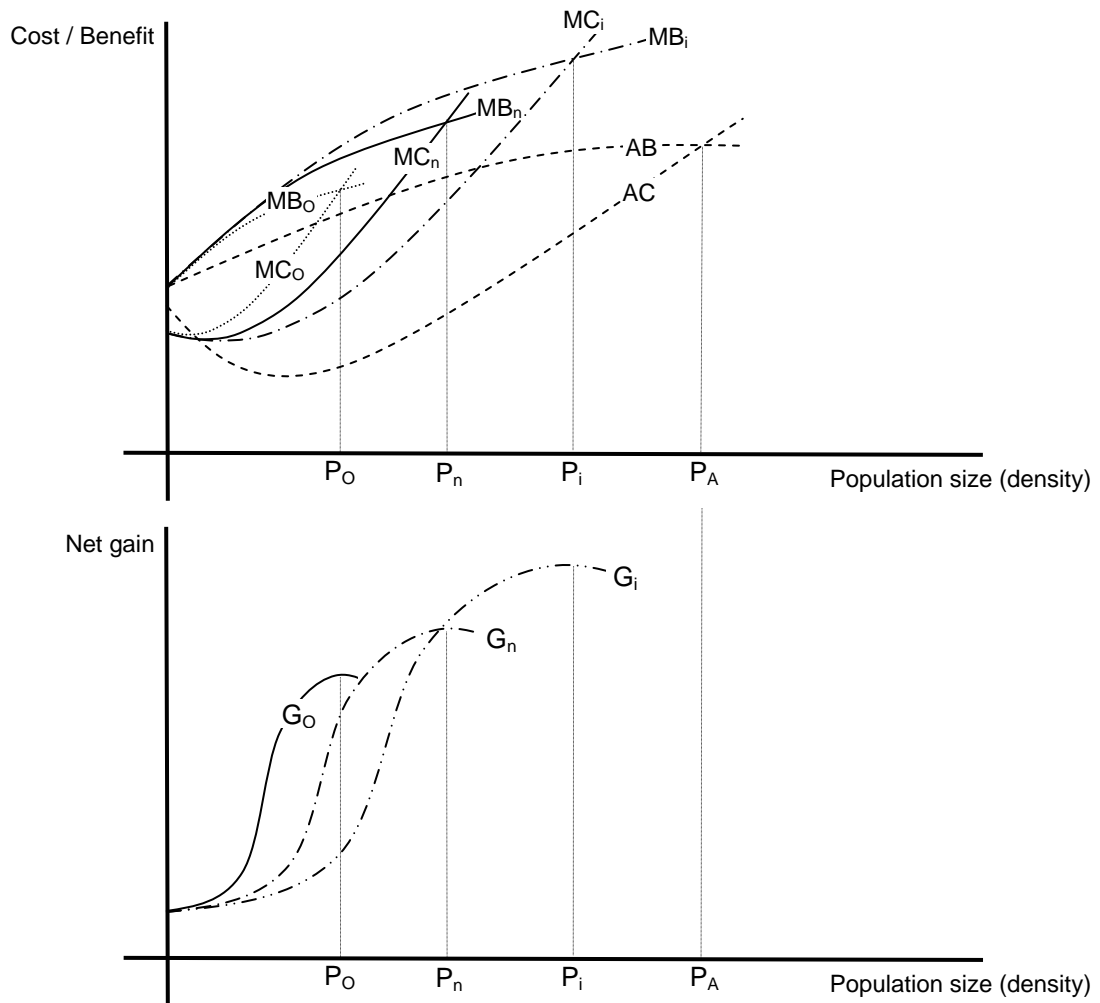 Cost / Benefit
MCi
MBi
MBn
MCn
AB
AC
MBO
MCO
PO
Pn
Pi
PA
Population size (density)
Net gain
Gi
Gn
GO
PO
Pn
Pi
PA
Population size (density)